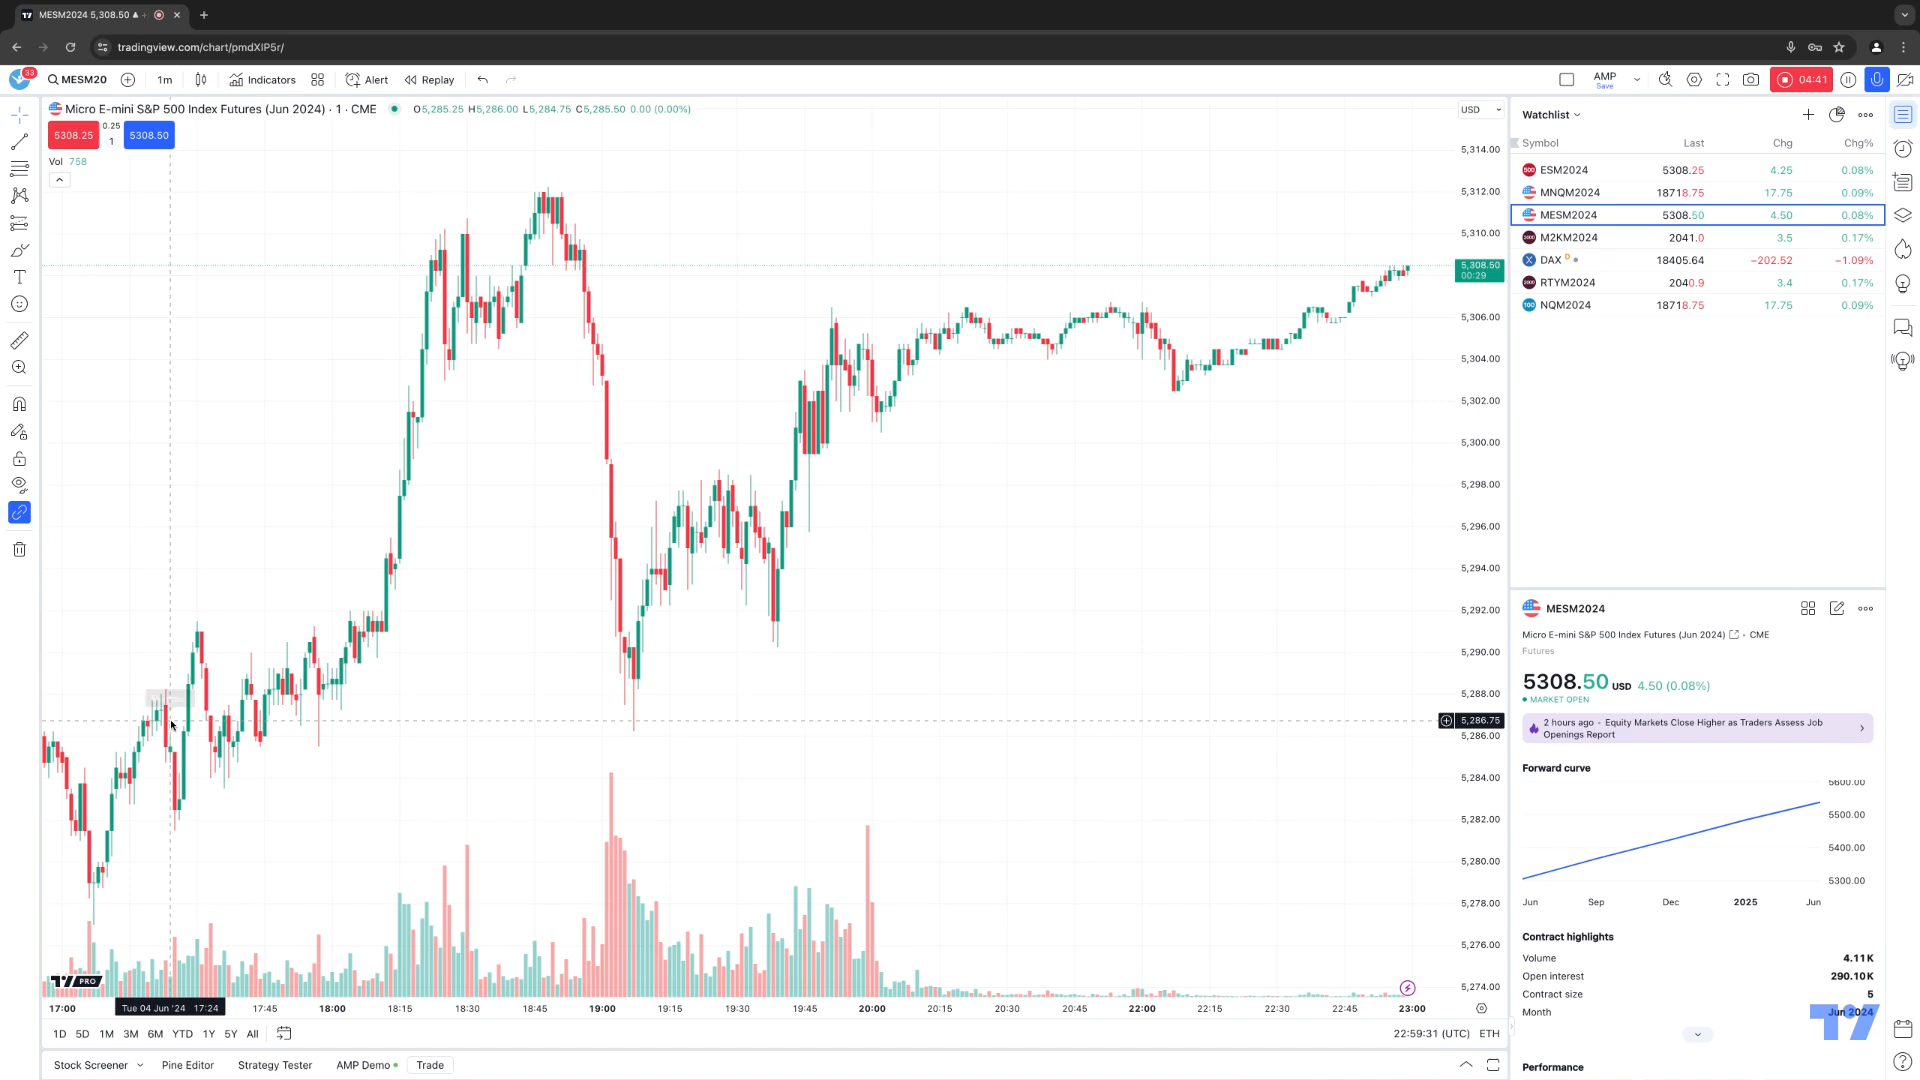 MESM2024 5,308.50
tradingview.com/chart/pmdXIP5r/
33
MESM20
1m
Indicators
Alert
Replay
AMP
Save
04:41
Micro E-mini S&P 500 Index Futures (Jun 2024) · 1 · CME
O5,285.25 H5,286.00 L5,284.75 C5,285.50 0.00 (0.00%)
USD
5308.25
0.25
1
5308.50
Vol 758
5,314.00
5,312.00
5,310.00
5,308.50
00:29
5,306.00
5,304.00
5,302.00
5,300.00
5,298.00
5,296.00
5,294.00
5,292.00
5,290.00
5,288.00
5,286.75
5,286.00
5,284.00
5,282.00
5,280.00
5,278.00
5,276.00
5,274.00
PRO
17:00
Tue 04 Jun '24 17:24
17:45
18:00
18:15
18:30
18:45
19:00
19:15
19:30
19:45
20:00
20:15
20:30
20:45
21:00
21:15
21:30
22:00
22:15
22:30
22:45
23:00
1D 5D 1M 3M 6M YTD 1Y 5Y All
22:59:31 (UTC) ETH
Stock Screener
Pine Editor
Strategy Tester
AMP Demo
Trade
Watchlist
Symbol Last Chg Chg%
ESM2024 5308.25 4.25 0.08%
MNQM2024 18718.75 17.75 0.09%
MESM2024 5308.50 4.50 0.08%
M2KM2024 2041.0 3.5 0.17%
DAX D 18405.64 −202.52 −1.09%
RTYM2024 2040.9 3.4 0.17%
NQM2024 18718.75 17.75 0.09%
MESM2024
Micro E-mini S&P 500 Index Futures (Jun 2024) · CME
Futures
5308.50 USD 4.50 (0.08%)
MARKET OPEN
2 hours ago · Equity Markets Close Higher as Traders Assess Job
Openings Report
Forward curve
5600.00
5500.00
5400.00
5300.00
Jun Sep Dec 2025 Jun
Contract highlights
Volume 4.11K
Open interest 290.10K
Contract size 5
Month Jun 2024
Performance